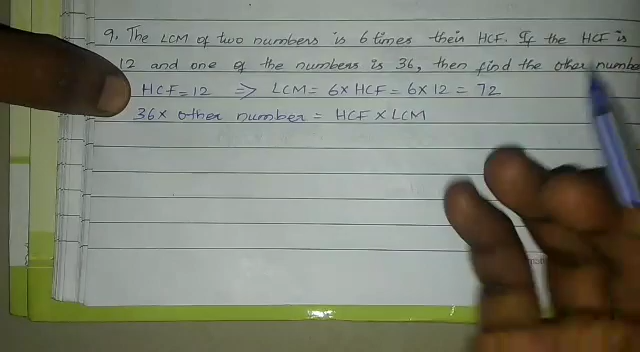 9. The LCM of two numbers is 6 times their HCF. If the HCF is
12 and one of the numbers is 36, then find the other number
HCF = 12 ⇒ LCM = 6 × HCF = 6 × 12 = 72
36 × other number = HCF × LCM